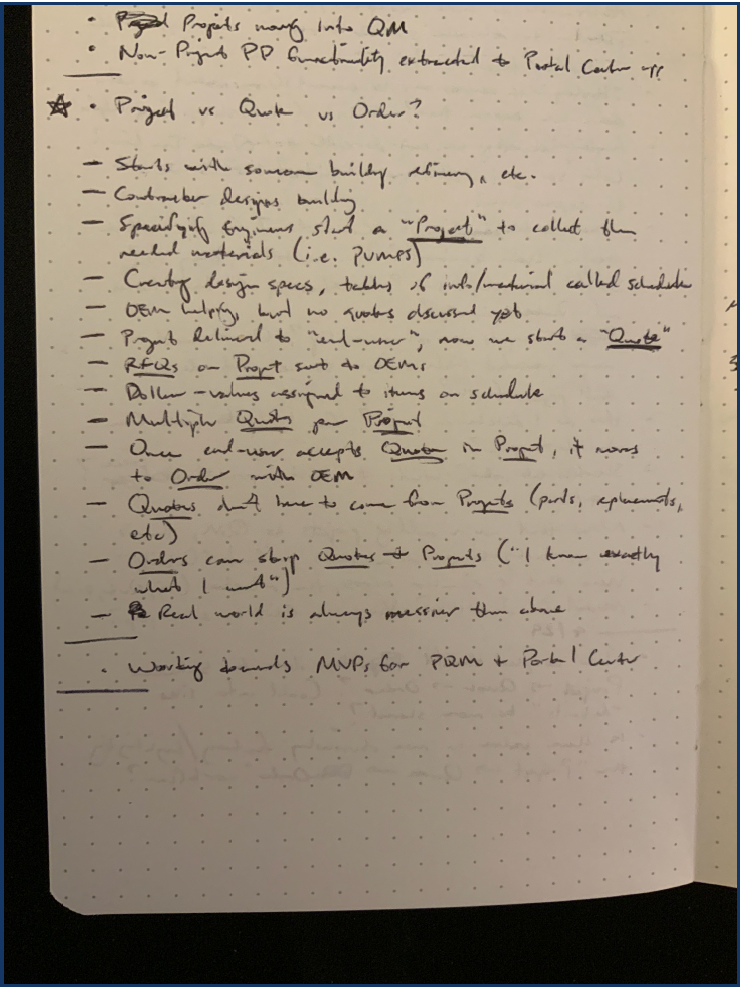 • Projects moving into QM
• Non-Project PP functionality extracted to Portal Center app
☆ • Project vs Quote vs Order?
— Starts with someone building refinery, etc.
— Contractor designs building
— Specifying Engineers start a "Project" to collect the
needed materials (i.e. PUMPS)
— Creating design specs, tables of info/material called schedule
— OEM helping, but no quotes discussed yet
— Project delivered to "end-user", now we start a "Quote"
— RFQs on Project sent to OEMs
— Dollar-values assigned to items on schedule
— Multiple Quotes per Project
— Once end-user accepts Quote in Project, it moves
to Order with OEM
— Quotes don't have to come from Projects (parts, replacements,
etc)
— Orders can skip Quotes + Projects ("I know exactly
what I want")
— Real world is always messier than above
• Working towards MVPs for PQM + Portal Center